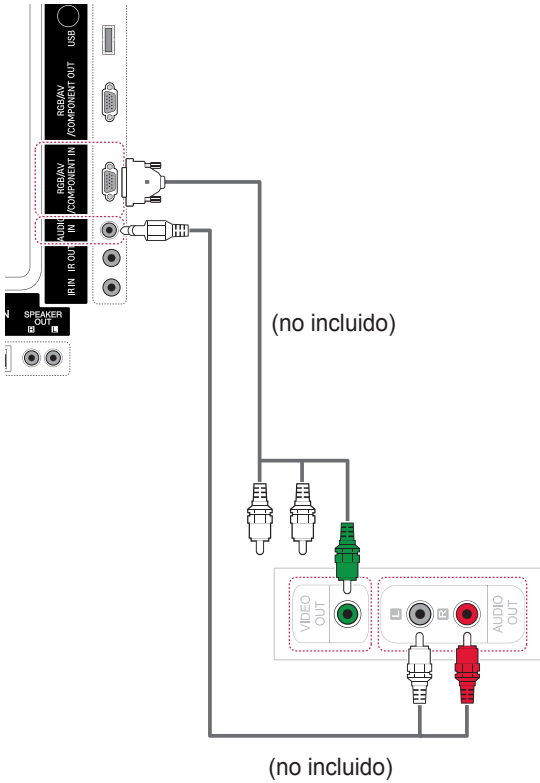 USB
RGB/AV
/COMPONENT OUT
RGB/AV
/COMPONENT IN
AUDIO
IN
IR OUT
IR IN
N
SPEAKER
OUT
R L
(no incluido)
VIDEO
OUT
L R
AUDIO
OUT
(no incluido)